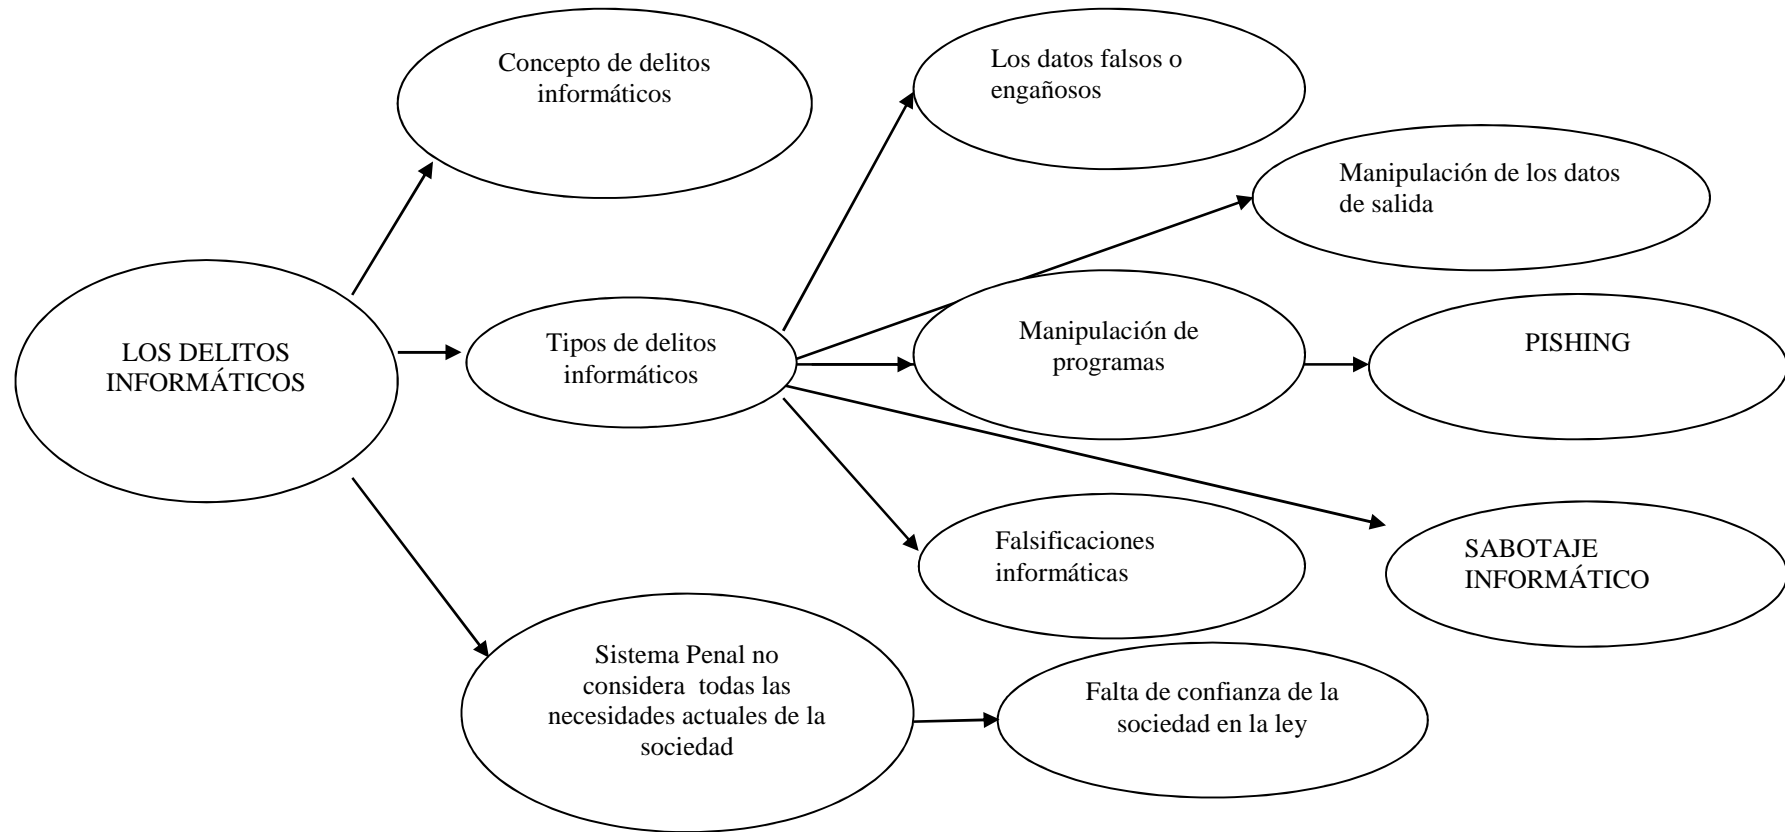 Concepto de delitos
informáticos
Los datos falsos o
engañosos
Manipulación de los datos
de salida
LOS DELITOS
INFORMÁTICOS
Tipos de delitos
informáticos
Manipulación de
programas
PISHING
Falsificaciones
informáticas
SABOTAJE
INFORMÁTICO
Sistema Penal no
considera  todas las
necesidades actuales de la
sociedad
Falta de confianza de la
sociedad en la ley